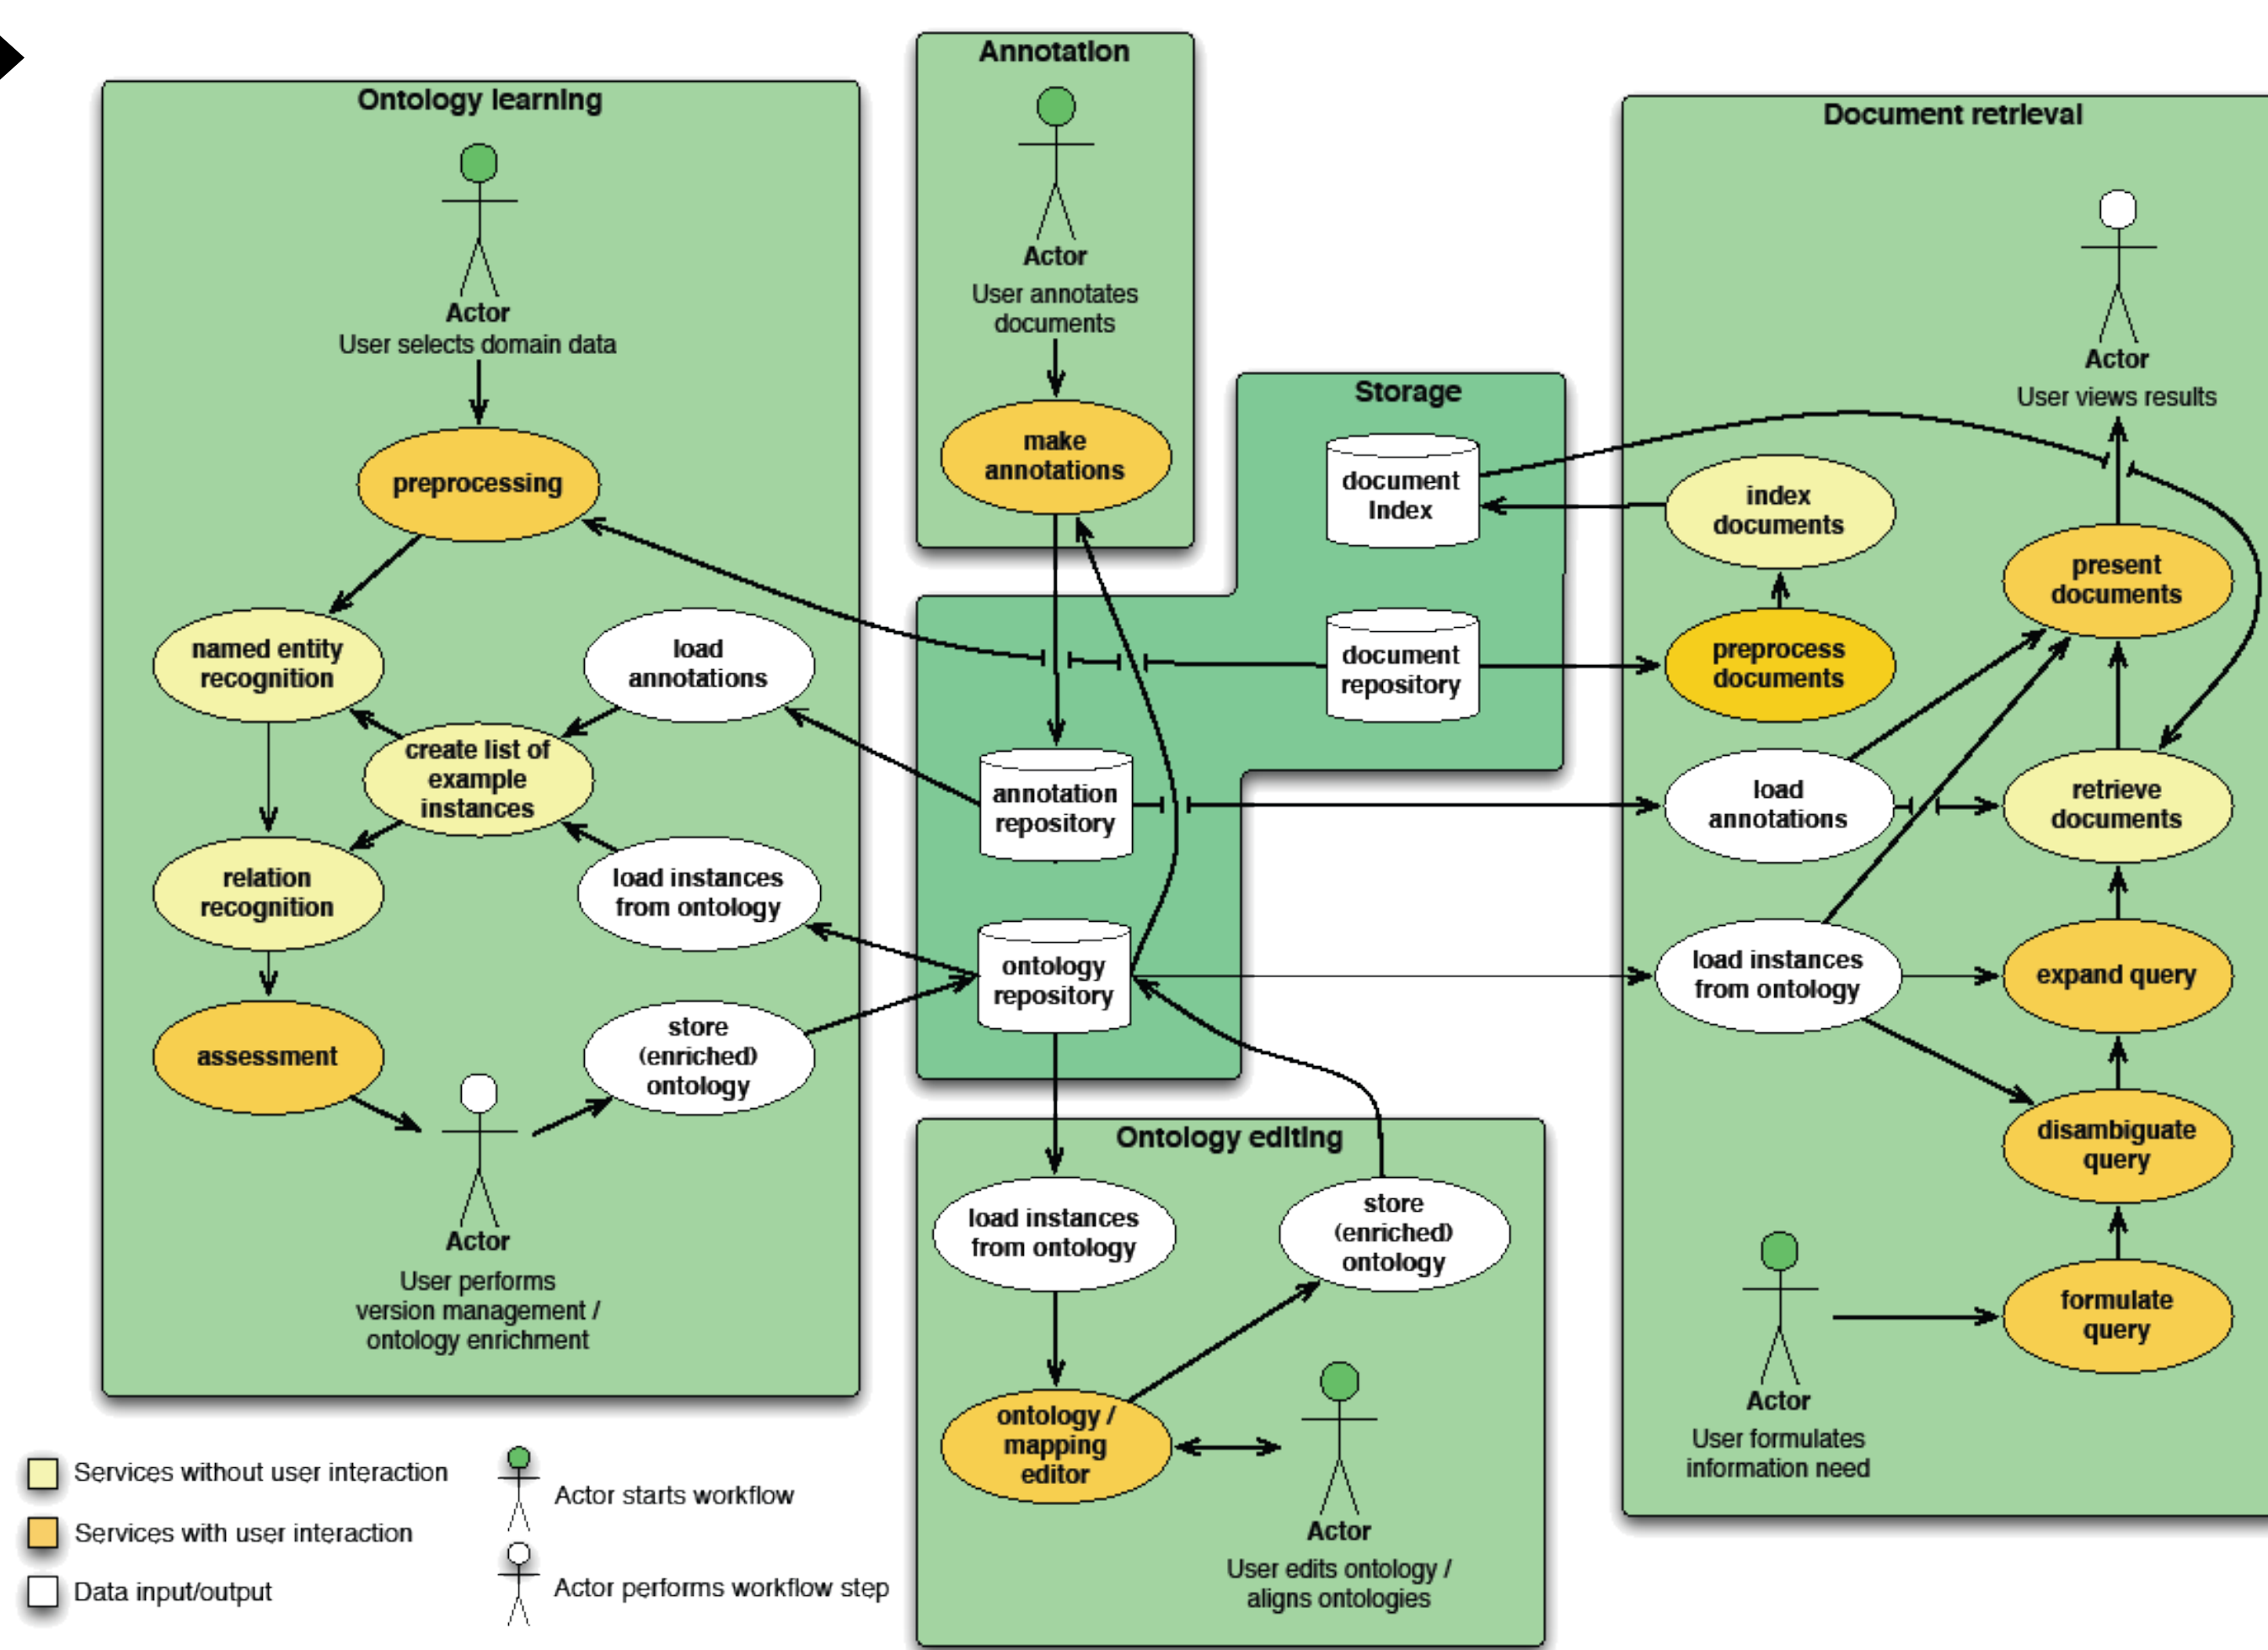 Ontology learning
Actor
User selects domain data
preprocessing
named entity
recognition
load
annotations
create list of
example
instances
relation
recognition
load instances
from ontology
assessment
store
(enriched)
ontology
Actor
User performs
version management /
ontology enrichment
Annotation
Actor
User annotates
documents
make
annotations
Storage
document
Index
document
repository
annotation
repository
ontology
repository
Ontology editing
load instances
from ontology
store
(enriched)
ontology
ontology /
mapping
editor
Actor
User edits ontology /
aligns ontologies
Document retrieval
Actor
User views results
index
documents
present
documents
preprocess
documents
load
annotations
retrieve
documents
load instances
from ontology
expand query
disambiguate
query
formulate
query
Actor
User formulates
information need
Services without user interaction
Services with user interaction
Data input/output
Actor starts workflow
Actor performs workflow step